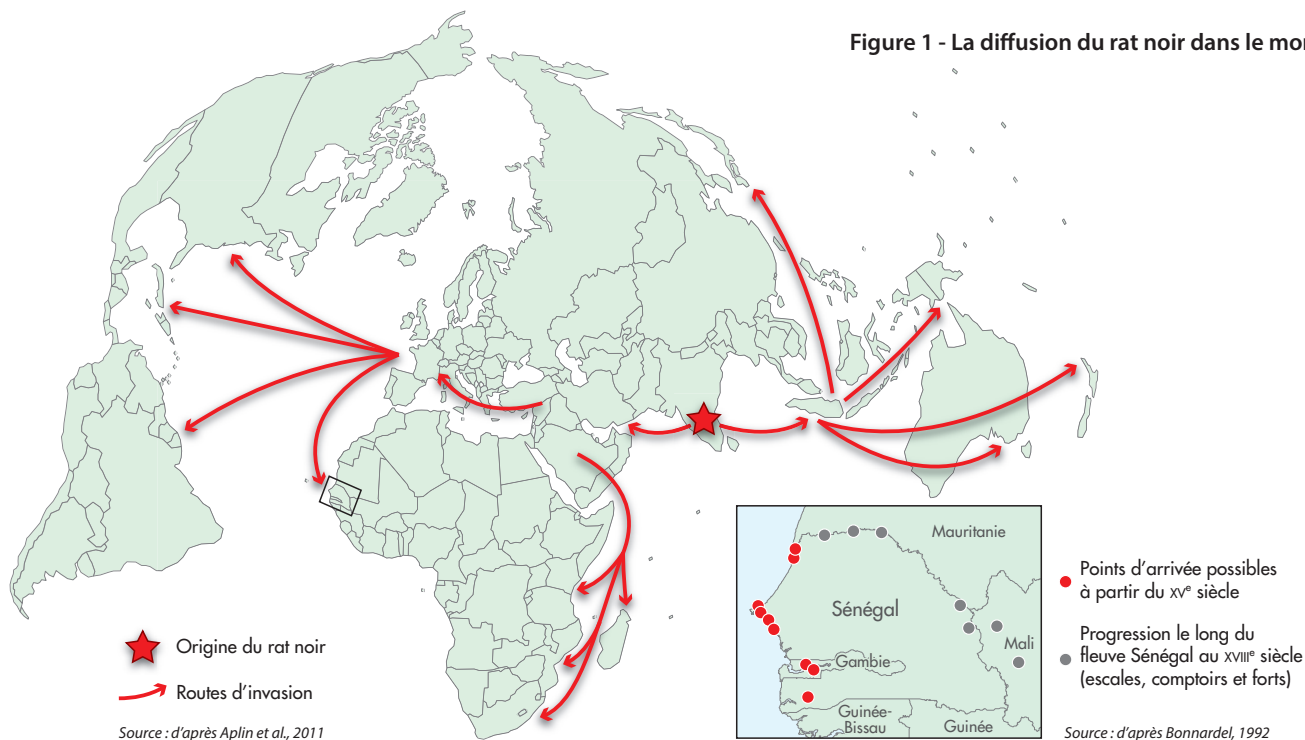 Figure 1 - La diffusion du rat noir dans le mon
Mauritanie
Sénégal
Mali
Gambie
Guinée-
Bissau
Guinée
Points d'arrivée possibles
à partir du XVe siècle
Progression le long du
fleuve Sénégal au XVIIIe siècle
(escales, comptoirs et forts)
Origine du rat noir
Routes d'invasion
Source : d'après Aplin et al., 2011
Source : d'après Bonnardel, 1992